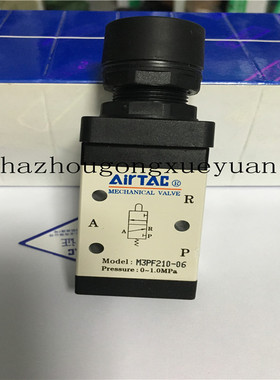 hazhougongxueyuan
AirTAC ®
MECHANICAL VALVE
R
A
P
A R
P
Model: M3PF210-06
Pressure: 0~1.0MPa